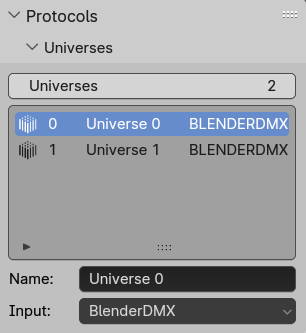 Protocols
Universes
Universes 2
0 Universe 0 BLENDERDMX
1 Universe 1 BLENDERDMX
Name: Universe 0
Input: BlenderDMX